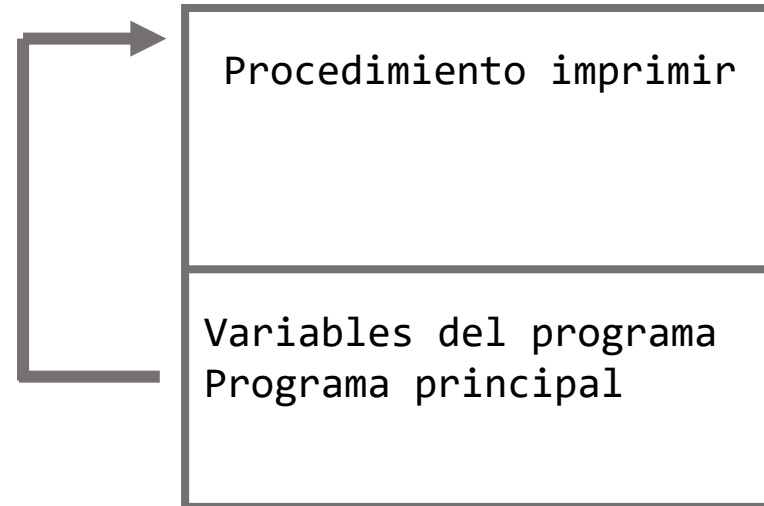 Procedimiento imprimir
Variables del programa
Programa principal